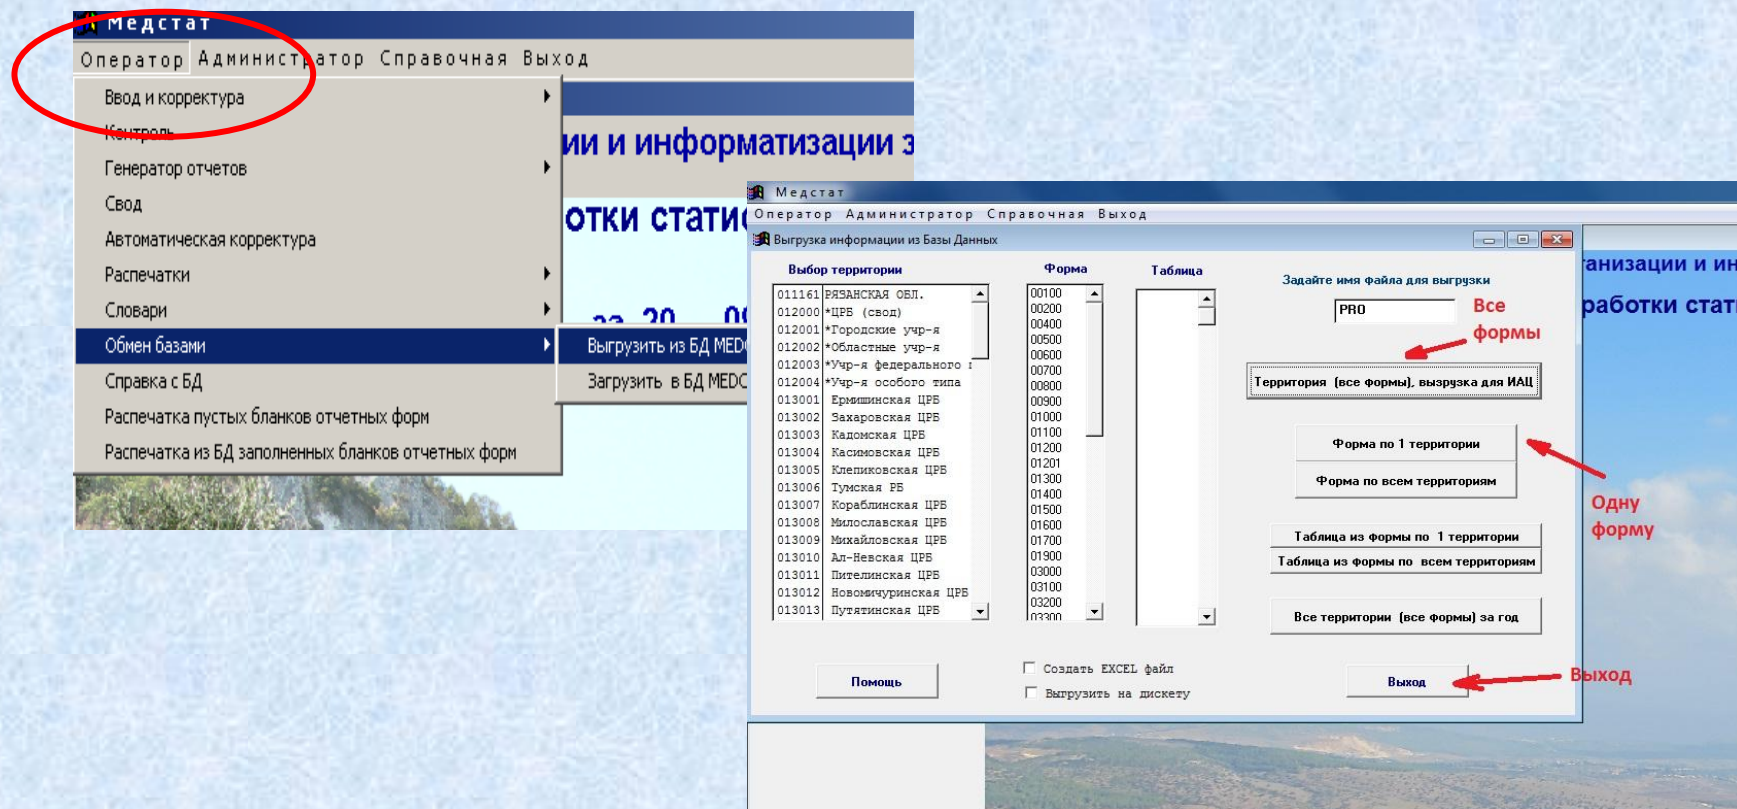 Медстат
Оператор Администратор Справочная Выход
Ввод и корректура
Контроль
Генератор отчетов
Свод
Автоматическая корректура
Распечатки
Словари
Обмен базами
Справка с БД
Распечатка пустых бланков отчетных форм
Распечатка из БД заполненных бланков отчетных форм
Выгрузить из БД MEDC
Загрузить в БД MEDC
ии и информатизации з
отки стати
за 20
Медстат
Оператор Администратор Справочная Выход
Выгрузка информации из Базы Данных
Выбор территории
011161 РЯЗАНСКАЯ ОБЛ.
012000 *ЦРБ (свод)
012001 *Городские учр-я
012002 *Областные учр-я
012003 *Учр-я федерального
012004 *Учр-я особого типа
013001 Ермишинская ЦРБ
013002 Захаровская ЦРБ
013003 Кадомская ЦРБ
013004 Касимовская ЦРБ
013005 Клепиковская ЦРБ
013006 Тумская РБ
013007 Кораблинская ЦРБ
013008 Милославская ЦРБ
013009 Михайловская ЦРБ
013010 Ал-Невская ЦРБ
013011 Пителинская ЦРБ
013012 Новомичуринская ЦРБ
013013 Путятинская ЦРБ
Форма
00100
00200
00400
00500
00600
00700
00800
00900
01000
01100
01200
01201
01300
01400
01500
01600
01700
01900
03000
03100
03200
03300
Таблица
Задайте имя файла для выгрузки
PRO
Все
формы
Территория (все формы), вызрузка для ИАЦ
Форма по 1 территории
Форма по всем территориям
Одну
форму
Таблица из формы по 1 территории
Таблица из формы по всем территориям
Все территории (все формы) за год
Помощь
Создать EXCEL файл
Выгрузить на дискету
Выход
Выход
ганизации и ин
работки стат